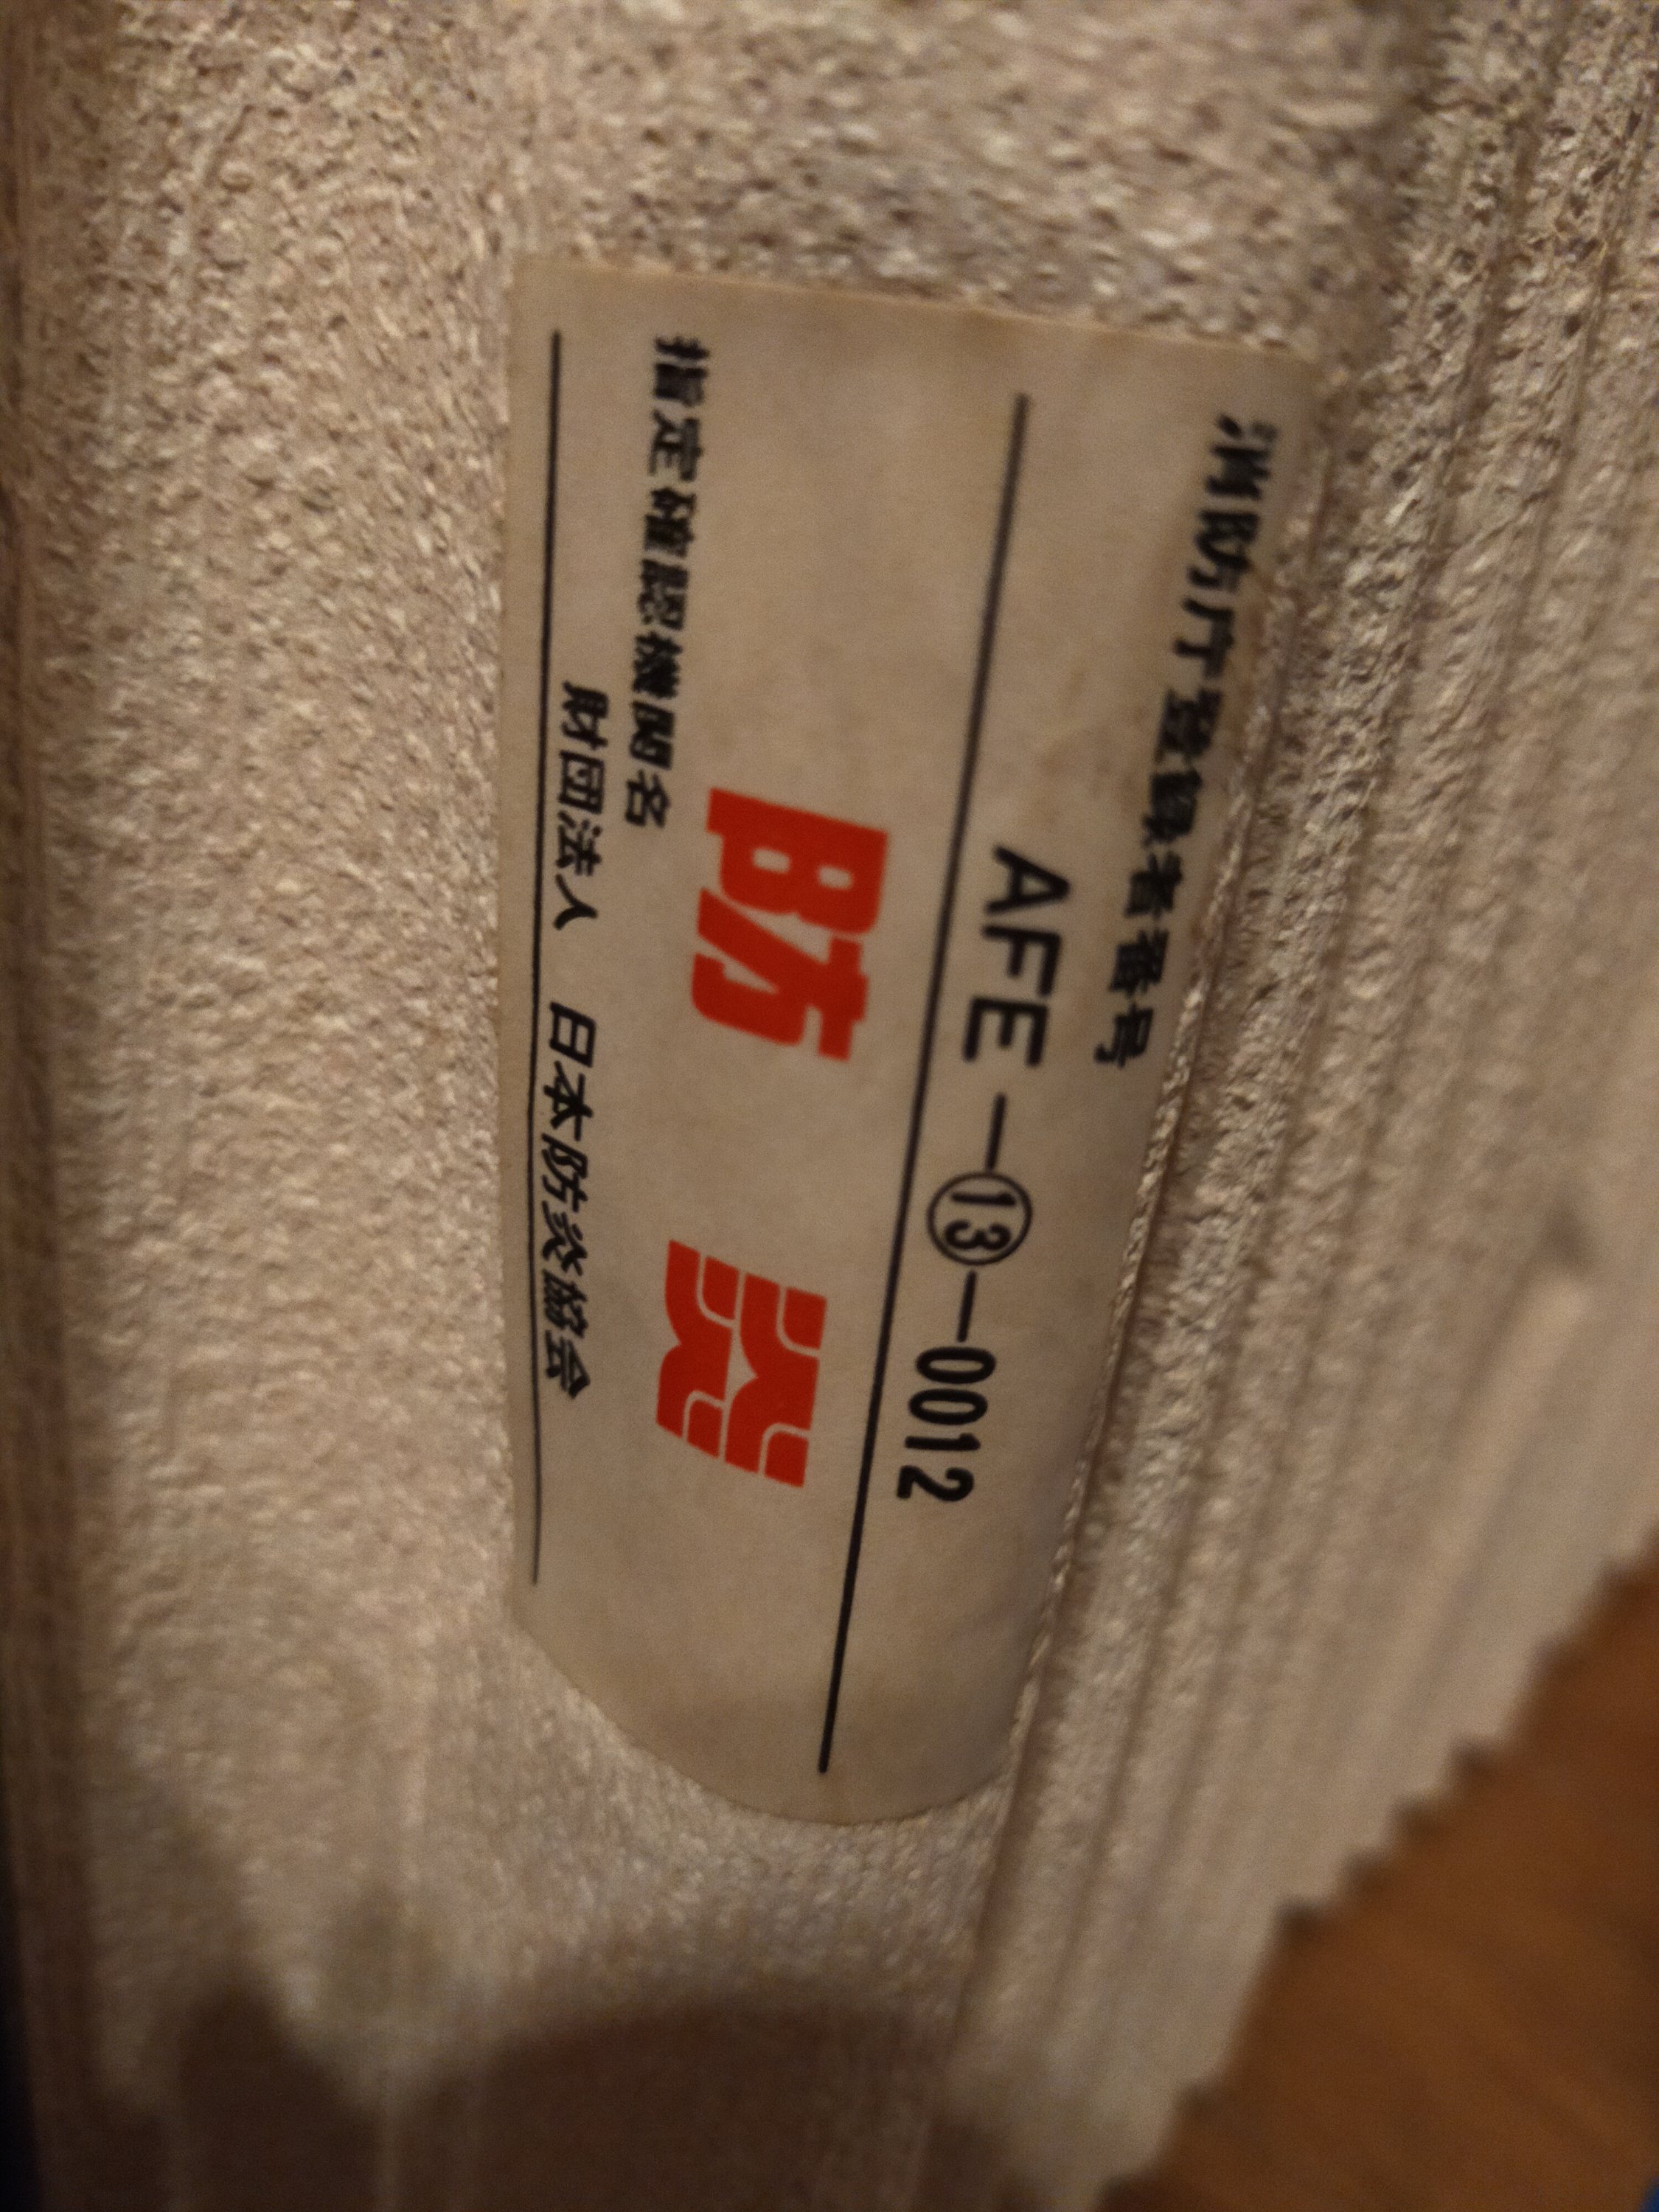 消防庁登録者番号
AFE－⑬－0012
防炎
指定確認機関名
財団法人 日本防炎協会